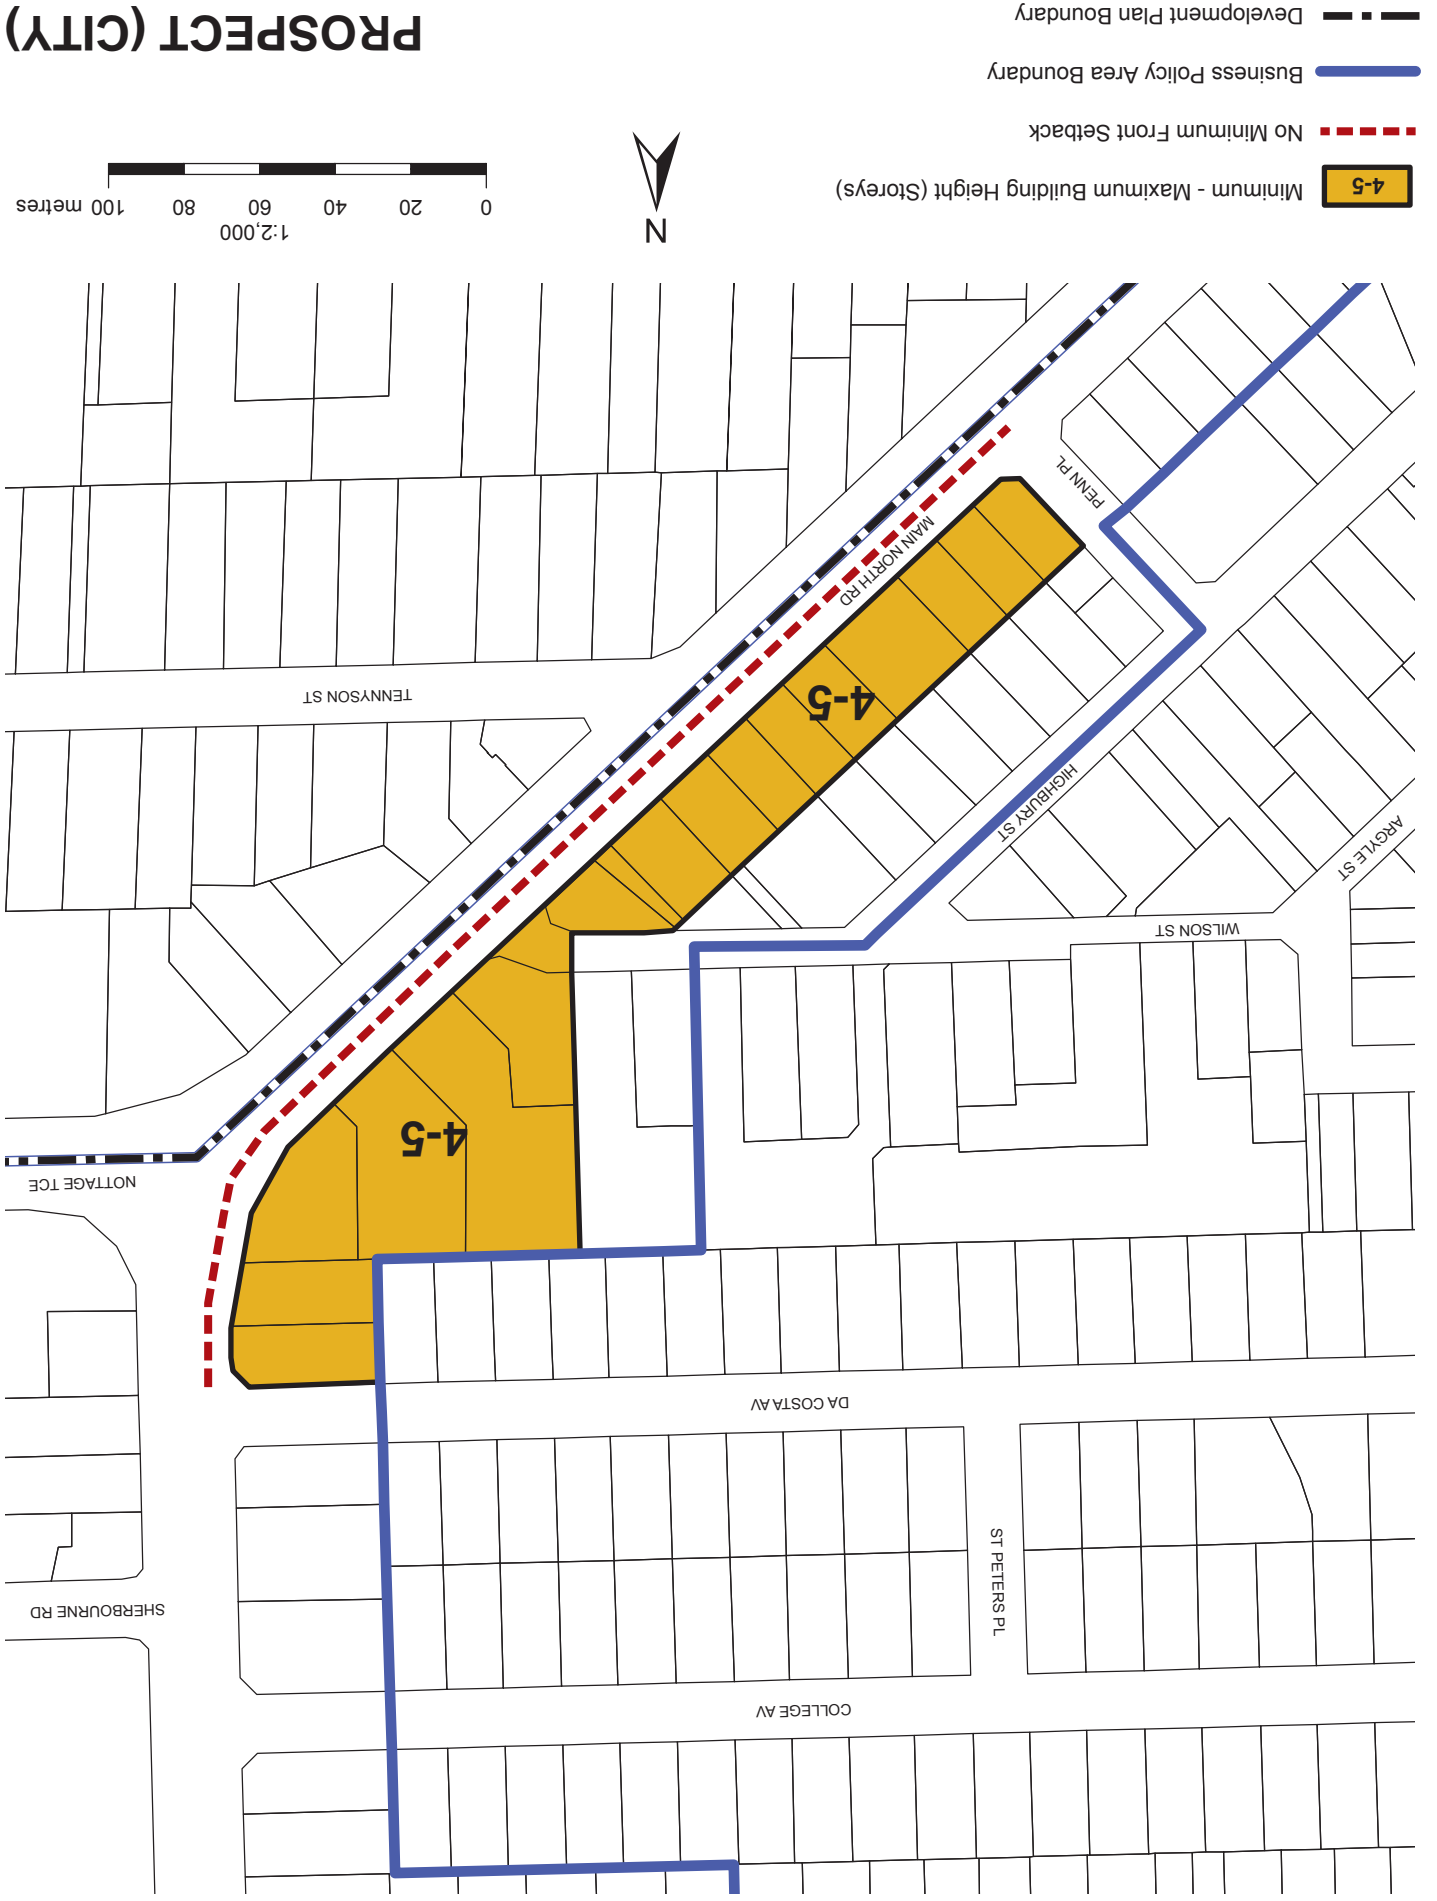 COLLEGE AV
ST PETERS PL
SHERBOURNE RD
DA COSTA AV
NOTTAGE TCE
4-5
WILSON ST
ARGYLE ST
HIGHBURY ST
4-5
TENNYSON ST
MAIN NORTH RD
PENN PL
4-5 Minimum - Maximum Building Height (Storeys)
No Minimum Front Setback
Business Policy Area Boundary
Development Plan Boundary
N
1:2,000
0 20 40 60 80 100 metres
PROSPECT (CITY)